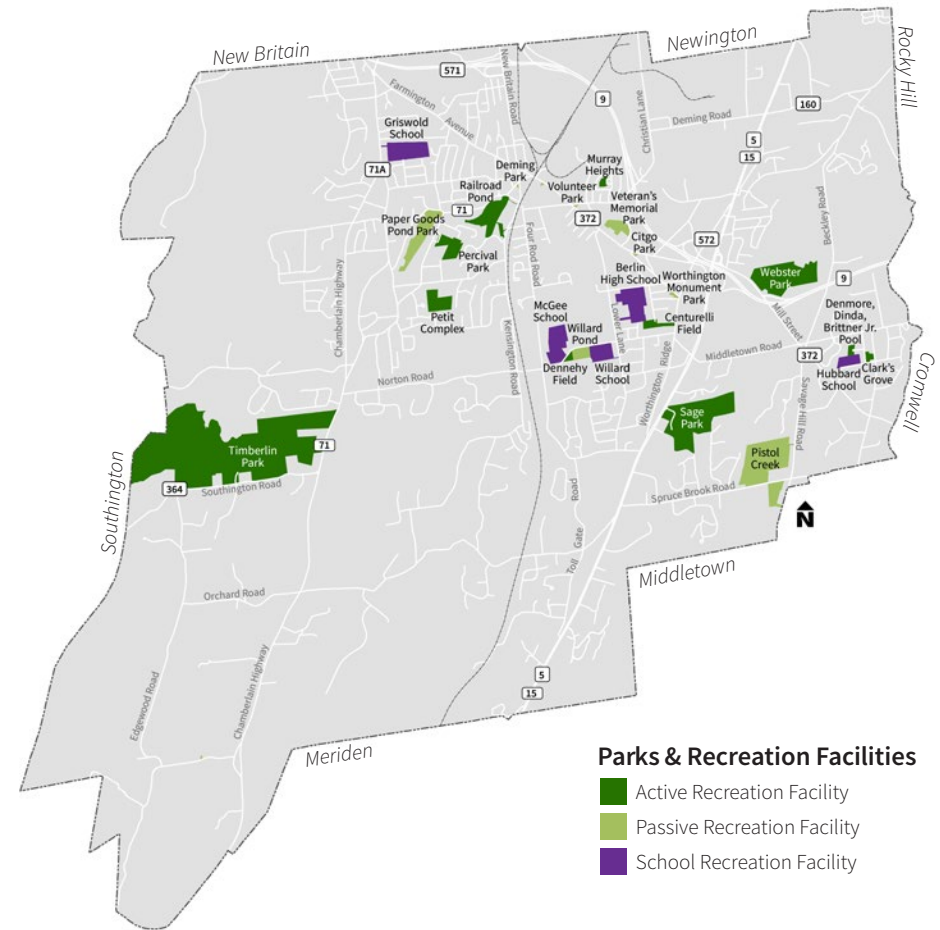 New Britain
Newington
Rocky Hill
571
New Britain Road
9
Christian Lane
160
Farmington
Avenue
Deming Road
Griswold
School
5
15
71A
Deming
Park
Murray
Heights
Railroad
Pond
Volunteer
Park
Veteran's
Memorial
Park
Beckley Road
71
372
Paper Goods
Pond Park
Four Rod Road
Citgo
Park
572
Percival
Park
Berlin
High School
Worthington
Monument
Park
Webster
Park
9
Chamberlain Highway
Petit
Complex
McGee
School
Lower Lane
Centurelli
Field
Mill Street
Denmore,
Dinda,
Brittner Jr.
Pool
Kensington Road
Willard
Pond
Middletown Road
372
Dennehy
Field
Willard
School
Hubbard
School
Clark's
Grove
Cromwell
Norton Road
Worthington Ridge
Savage Hill Road
Sage
Park
71
Timberlin
Park
Pistol
Creek
364
Southington Road
Southington
Road
Spruce Brook Road
N
Toll Gate
Middletown
Orchard Road
Edgewood Road
Chamberlain Highway
5
15
Meriden
Parks & Recreation Facilities
Active Recreation Facility
Passive Recreation Facility
School Recreation Facility